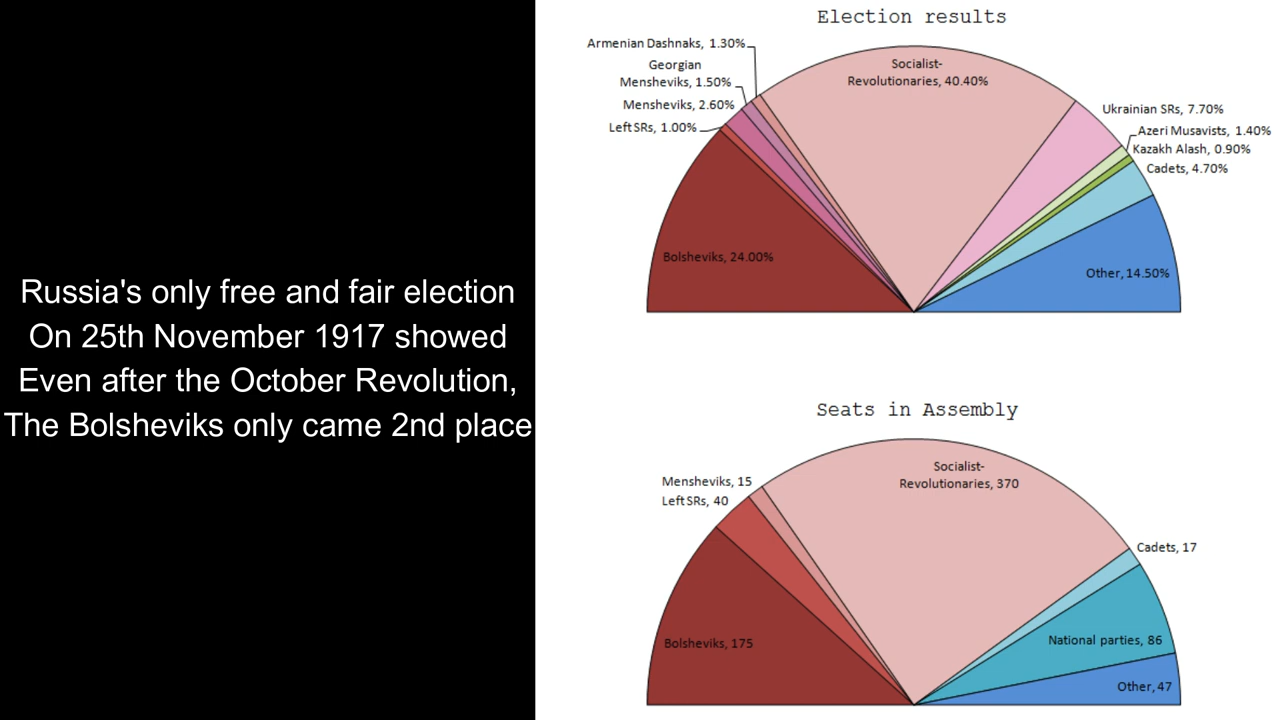 Russia's only free and fair election
On 25th November 1917 showed
Even after the October Revolution,
The Bolsheviks only came 2nd place
Election results
Armenian Dashnaks, 1.30%
Georgian
Mensheviks, 1.50%
Mensheviks, 2.60%
Left SRs, 1.00%
Bolsheviks, 24.00%
Socialist-
Revolutionaries, 40.40%
Ukrainian SRs, 7.70%
Azeri Musavists, 1.40%
Kazakh Alash, 0.90%
Cadets, 4.70%
Other, 14.50%
Seats in Assembly
Mensheviks, 15
Left SRs, 40
Bolsheviks, 175
Socialist-
Revolutionaries, 370
Cadets, 17
National parties, 86
Other, 47